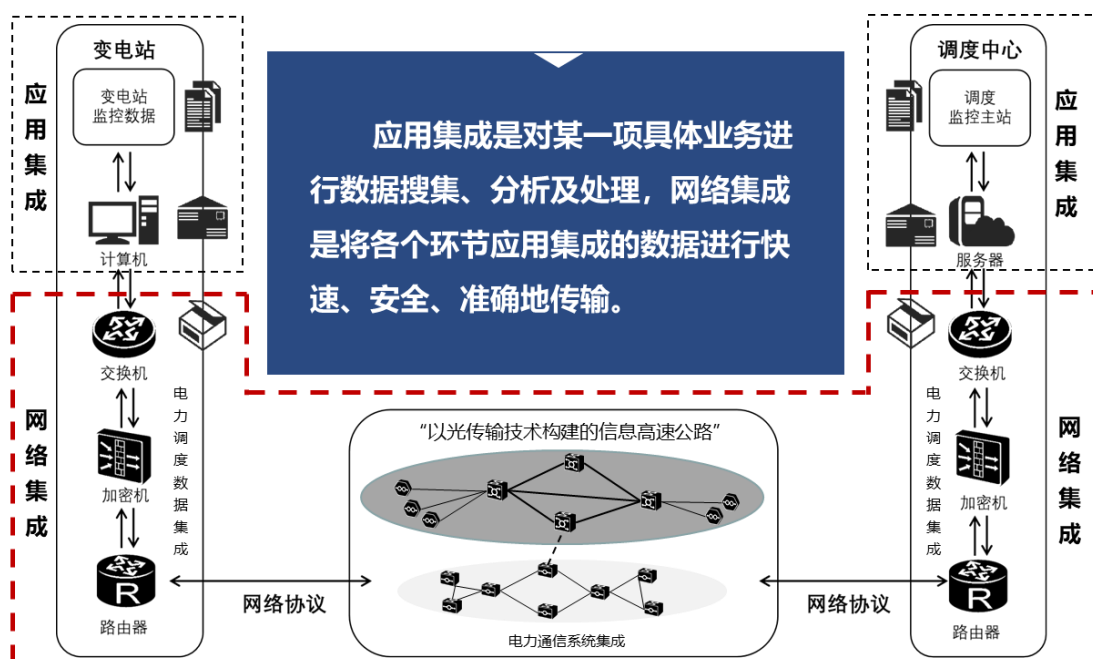 变电站
变电站
监控数据
应用集成
计算机
交换机
加密机
路由器
电力调度数据集成
网络集成
应用集成是对某一项具体业务进
行数据搜集、分析及处理，网络集成
是将各个环节应用集成的数据进行快
速、安全、准确地传输。
“以光传输技术构建的信息高速公路”
电力通信系统集成
网络协议
网络协议
调度中心
调度
监控主站
应用集成
服务器
交换机
加密机
R
路由器
电力调度数据集成
网络集成
R